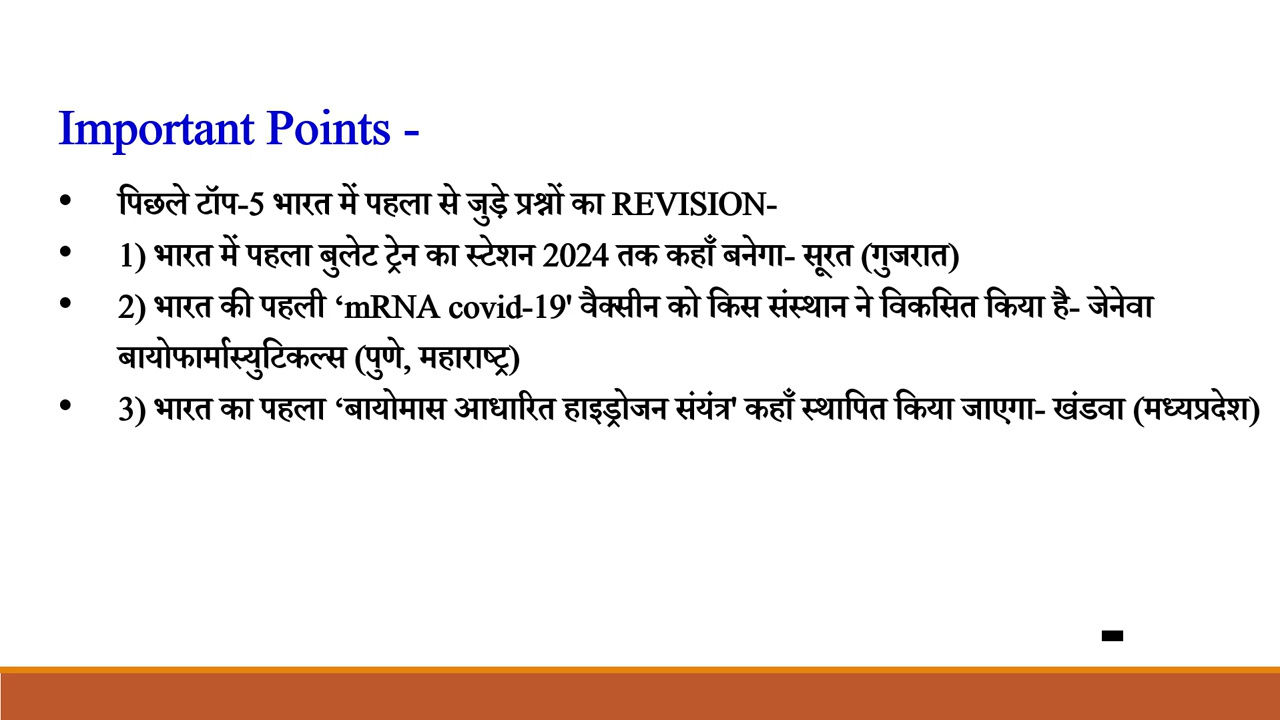 Important Points -
• पिछले टॉप-5 भारत में पहला से जुड़े प्रश्नों का REVISION-
• 1) भारत में पहला बुलेट ट्रेन का स्टेशन 2024 तक कहाँ बनेगा- सूरत (गुजरात)
• 2) भारत की पहली ‘mRNA covid-19' वैक्सीन को किस संस्थान ने विकसित किया है- जेनेवा
बायोफार्मास्युटिकल्स (पुणे, महाराष्ट्र)
• 3) भारत का पहला ‘बायोमास आधारित हाइड्रोजन संयंत्र' कहाँ स्थापित किया जाएगा- खंडवा (मध्यप्रदेश)